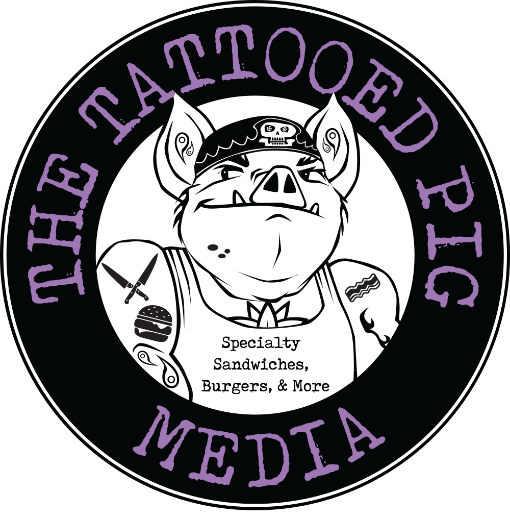 THE TATTOOED PIG
Specialty
Sandwiches,
Burgers, & More
MEDIA